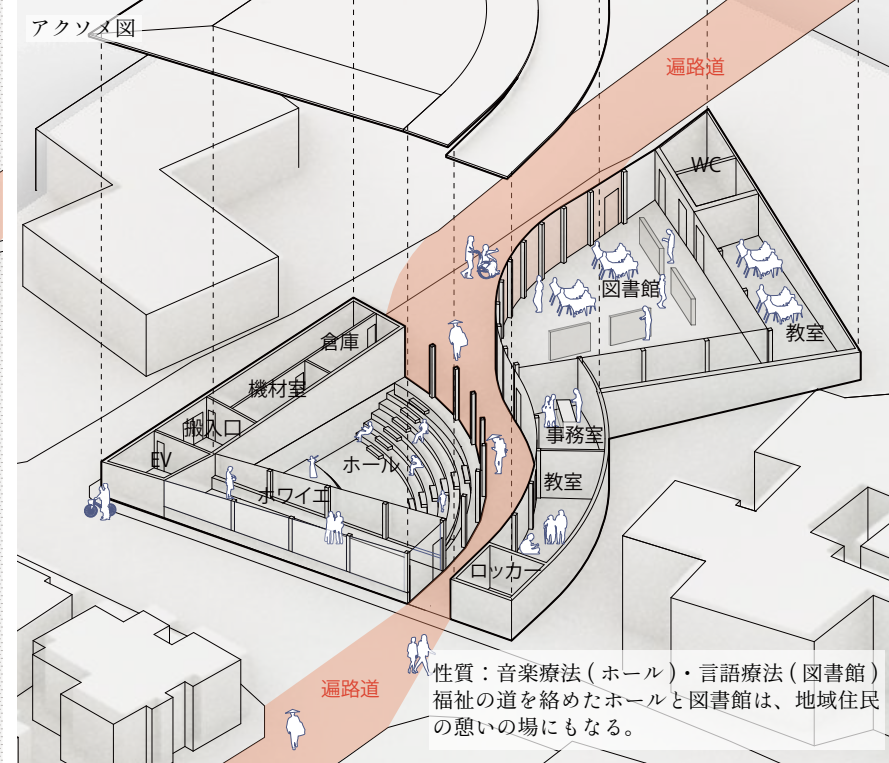 アクソメ図
遍路道
WC
図書館
教室
倉庫
機材室
搬入口
EV
ホール
ホワイエ
事務室
教室
ロッカー
遍路道
性質：音楽療法 ( ホール )・言語療法 ( 図書館 )
福祉の道を絡めたホールと図書館は、地域住民
の憩いの場にもなる。